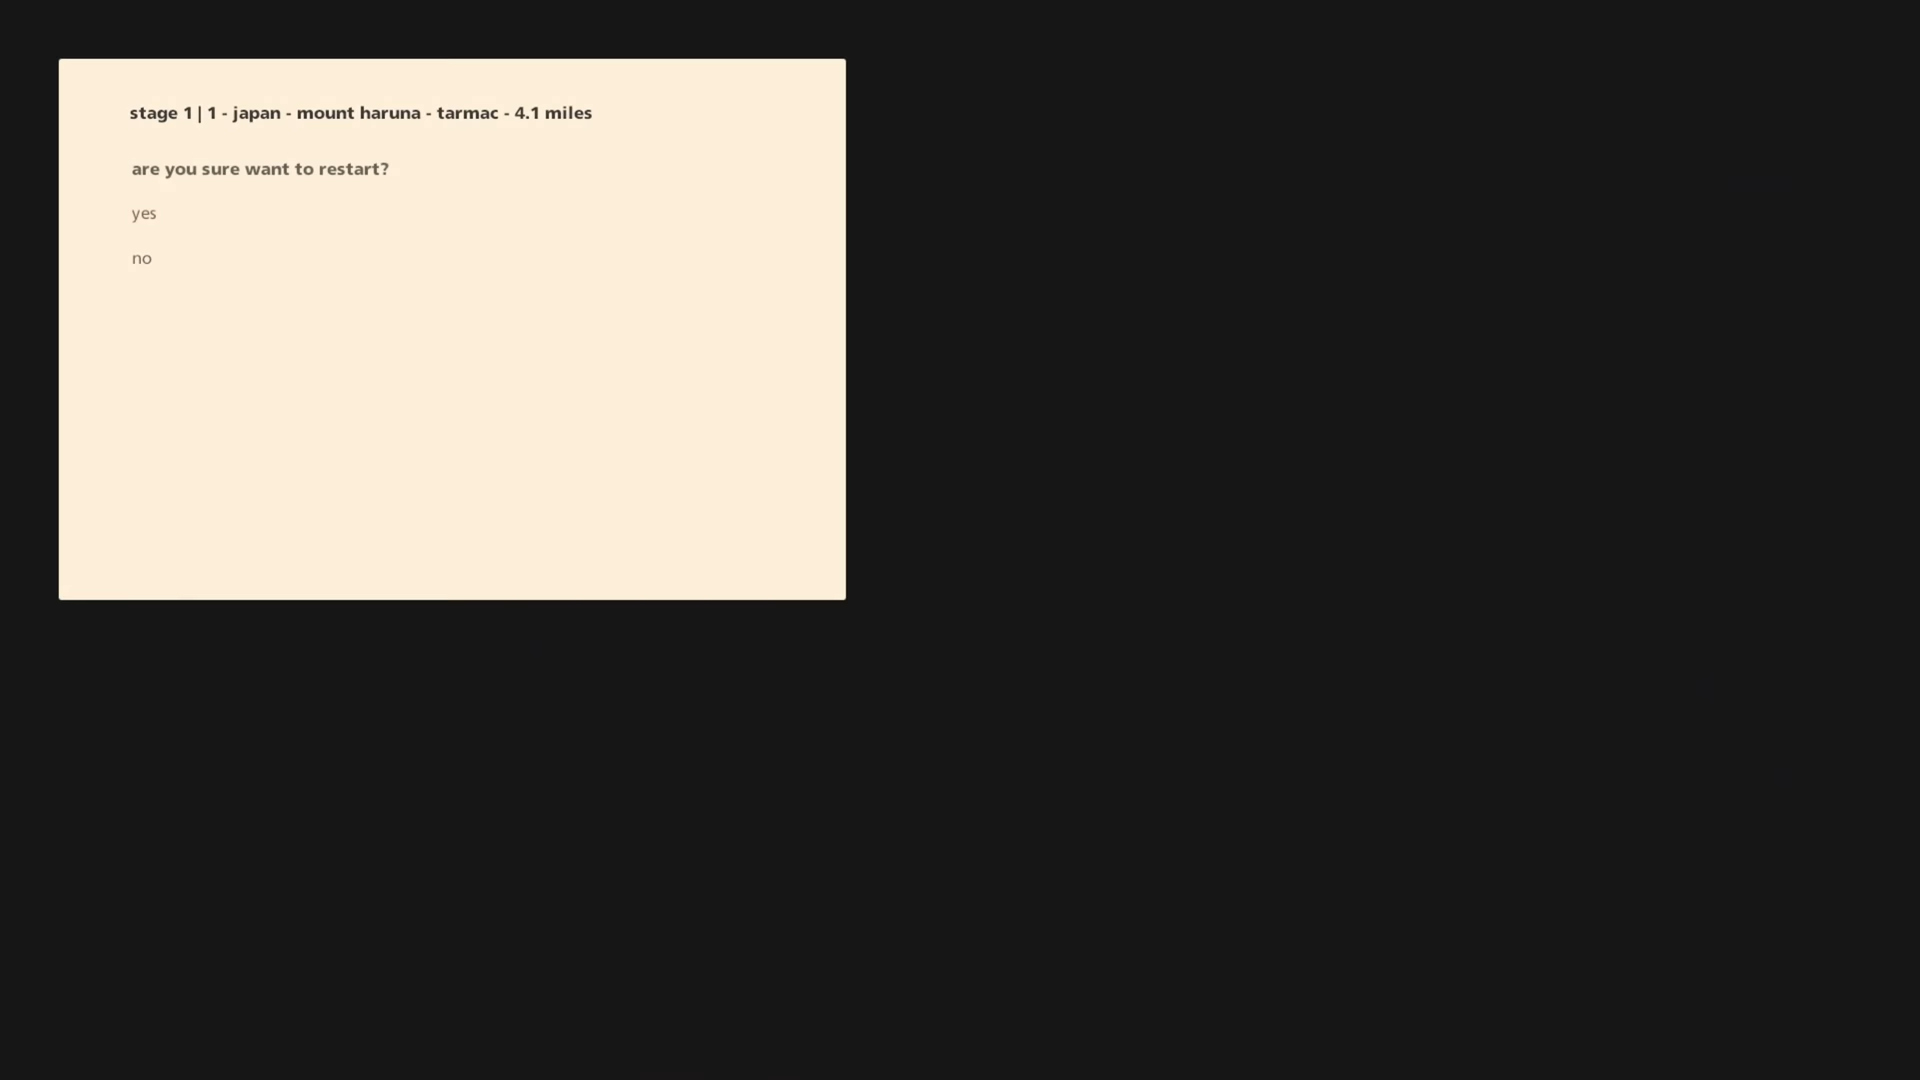 stage 1 | 1 - japan - mount haruna - tarmac - 4.1 miles
are you sure want to restart?
yes
no